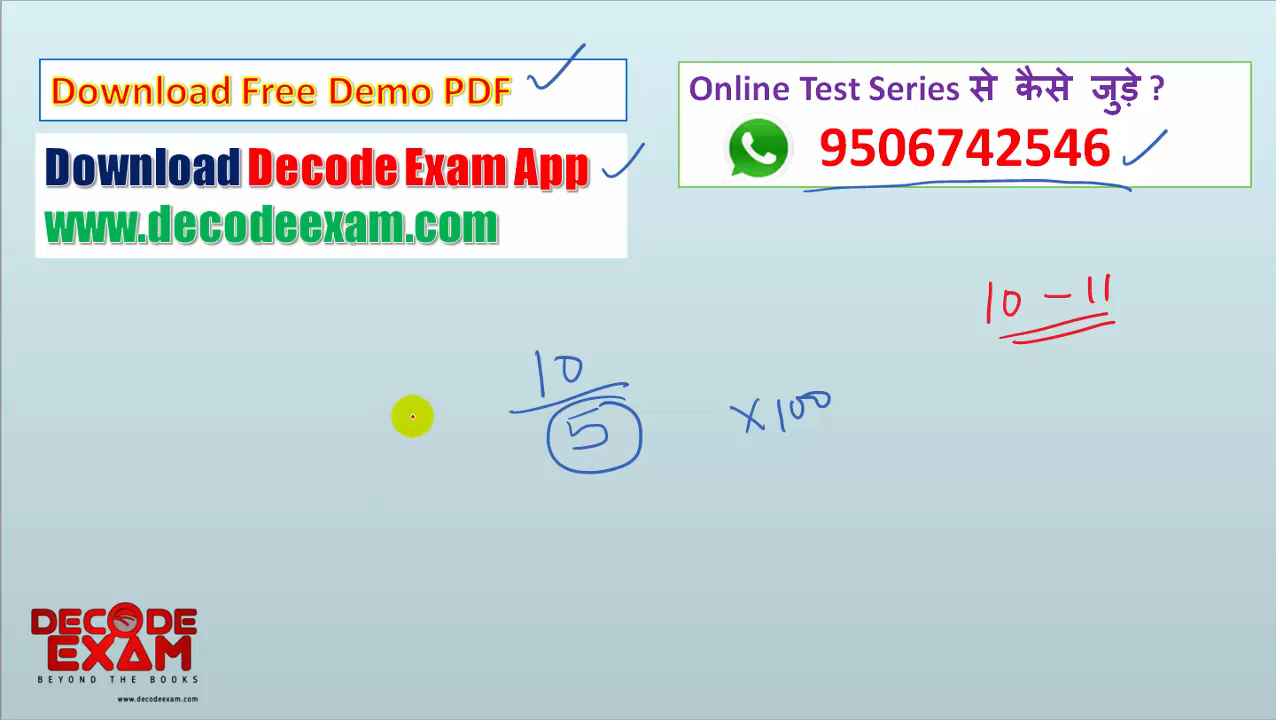 Download Free Demo PDF
Download Decode Exam App
www.decodeexam.com
Online Test Series से कैसे जुड़े ?
9506742546
10 - 11
10
5
x100
DECODE
EXAM
BEYOND THE BOOKS
www.decodeexam.com